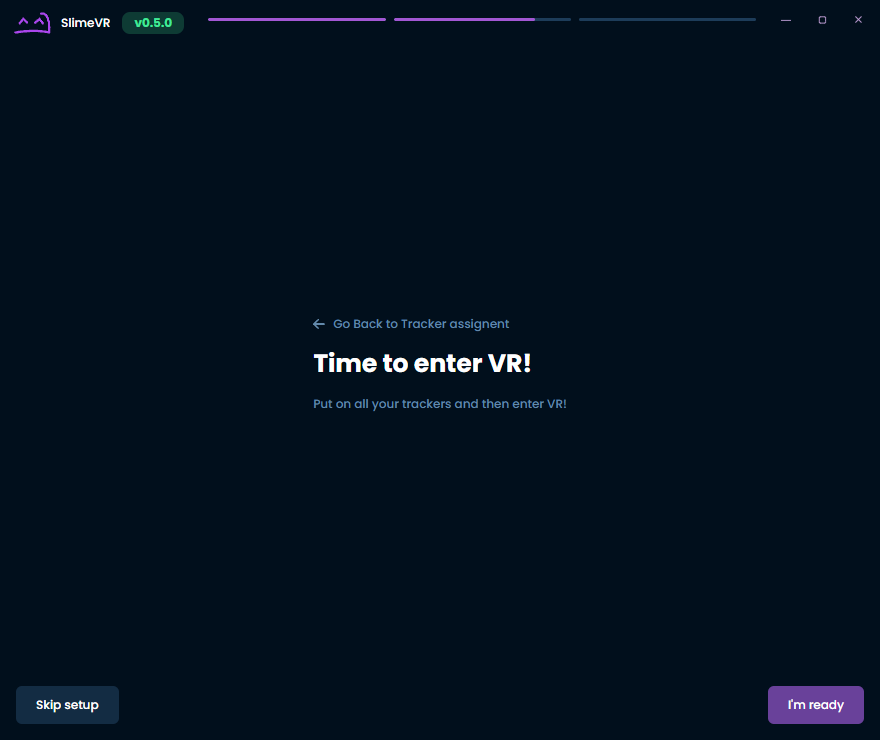 SlimeVR v0.5.0
Go Back to Tracker assignent
Time to enter VR!
Put on all your trackers and then enter VR!
Skip setup
I'm ready